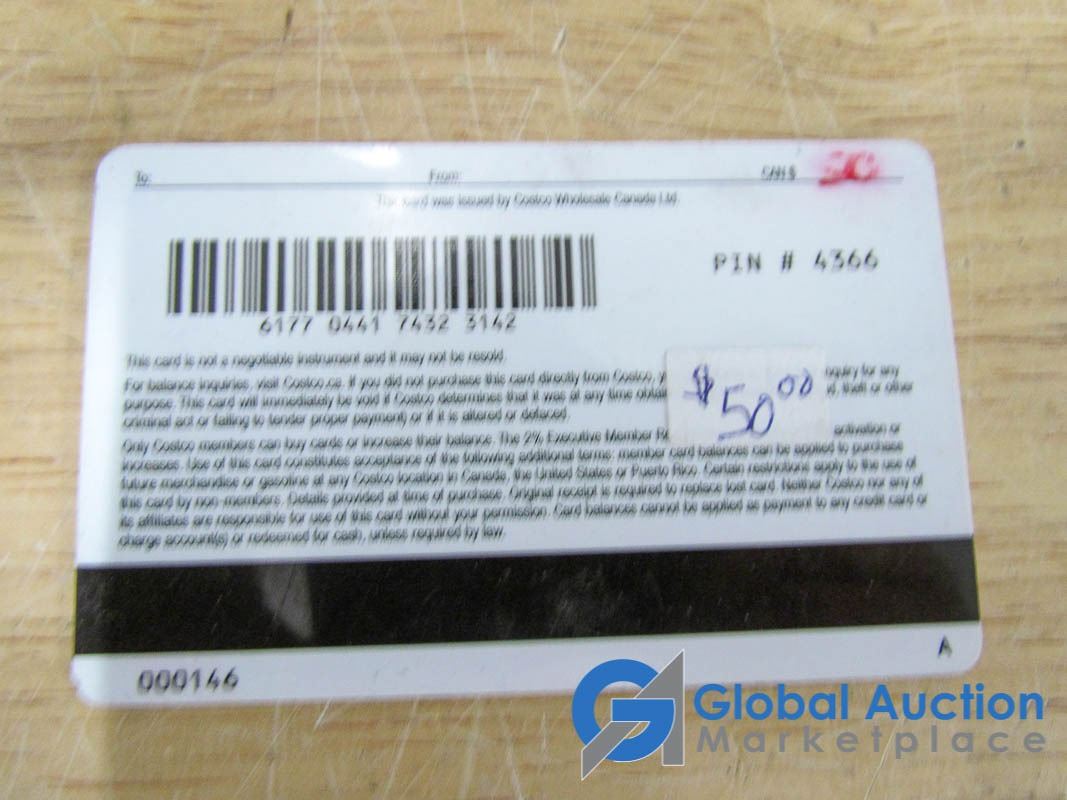 To: From: CAN $ 50
This card was issued by Costco Wholesale Canada Ltd.
PIN # 4366
6177 0441 7432 3142
This card is not a negotiable instrument and it may not be resold.
For balance inquiries, visit Costco.ca. If you did not purchase this card directly from Costco, nquiry for any
purpose. This card will immediately be void if Costco determines that it was at any time obtai d, theft or other
criminal act or failing to tender proper payment) or if it is altered or defaced.
$50.00
Only Costco members can buy cards or increase their balance. The 2% Executive Member activation or
increases. Use of this card constitutes acceptance of the following additional terms: member card balances can be applied to purchase
future merchandise or gasoline at any Costco location in Canada, the United States or Puerto Rico. Certain restrictions apply to the use of
this card by non-members. Details provided at time of purchase. Original receipt is required to replace lost card. Neither Costco nor any of
its affiliates are responsible for use of this card without your permission. Card balances cannot be applied as payment to any credit card or
charge account(s) or redeemed for cash, unless required by law.
A
000146
Global Auction
Marketplace